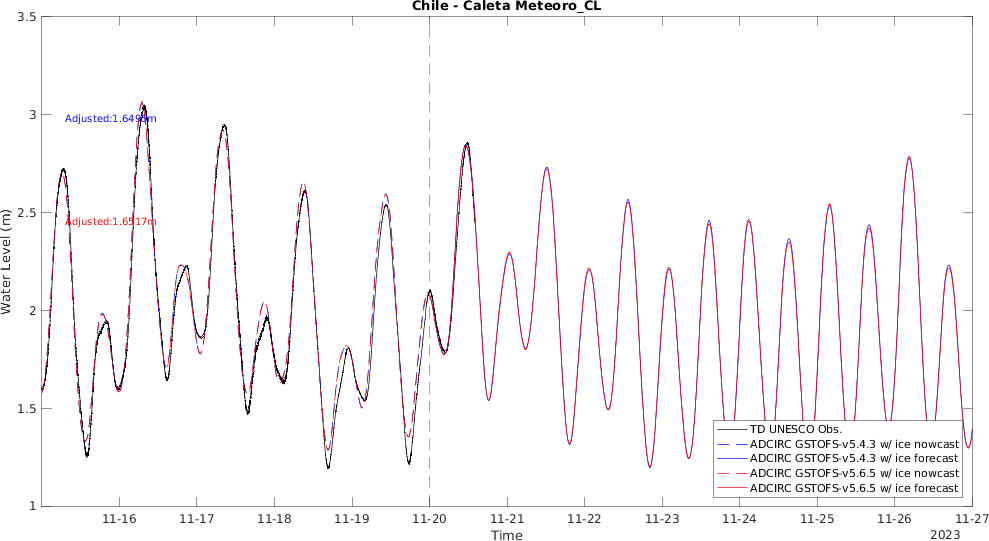 Chile - Caleta Meteoro_CL
Water Level (m)
3.5
3
2.5
2
1.5
1
Adjusted:1.649
Adjusted:1.6517m
TD UNESCO Obs.
ADCIRC GSTOFS-v5.4.3 w/ ice nowcast
ADCIRC GSTOFS-v5.4.3 w/ ice forecast
ADCIRC GSTOFS-v5.6.5 w/ ice nowcast
ADCIRC GSTOFS-v5.6.5 w/ ice forecast
11-16 11-17 11-18 11-19 11-20 11-21 11-22 11-23 11-24 11-25 11-26 11-27
Time
2023